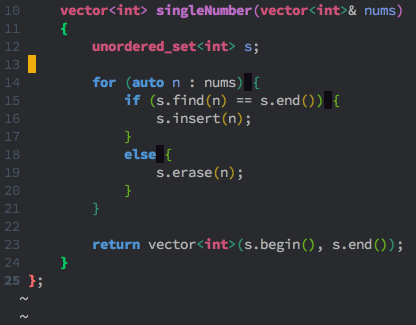 10 vector<int> singleNumber(vector<int>& nums)
11 {
12 unordered_set<int> s;
13
14 for (auto n : nums) {
15 if (s.find(n) == s.end()) {
16 s.insert(n);
17 }
18 else {
19 s.erase(n);
20 }
21 }
22
23 return vector<int>(s.begin(), s.end());
24 }
25 };
~
~